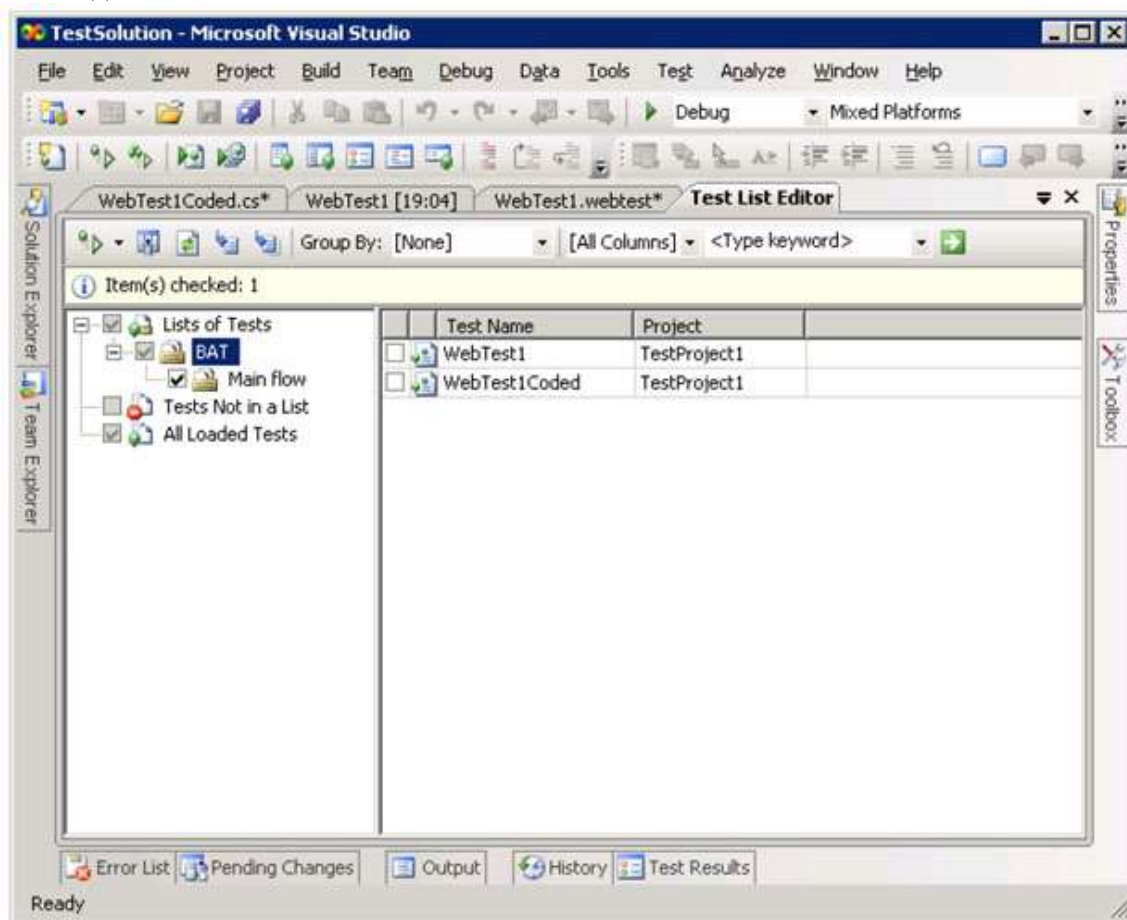 TestSolution - Microsoft Visual Studio
File Edit View Project Build Team Debug Data Tools Test Analyze Window Help
Debug Mixed Platforms
WebTest1Coded.cs* WebTest1 [19:04] WebTest1.webtest* Test List Editor
Group By: [None] [All Columns] <Type keyword>
Item(s) checked: 1
Lists of Tests
BAT
Main flow
Tests Not in a List
All Loaded Tests
Test Name Project
WebTest1 TestProject1
WebTest1Coded TestProject1
Solution Explorer
Team Explorer
Properties
Toolbox
Error List Pending Changes Output History Test Results
Ready